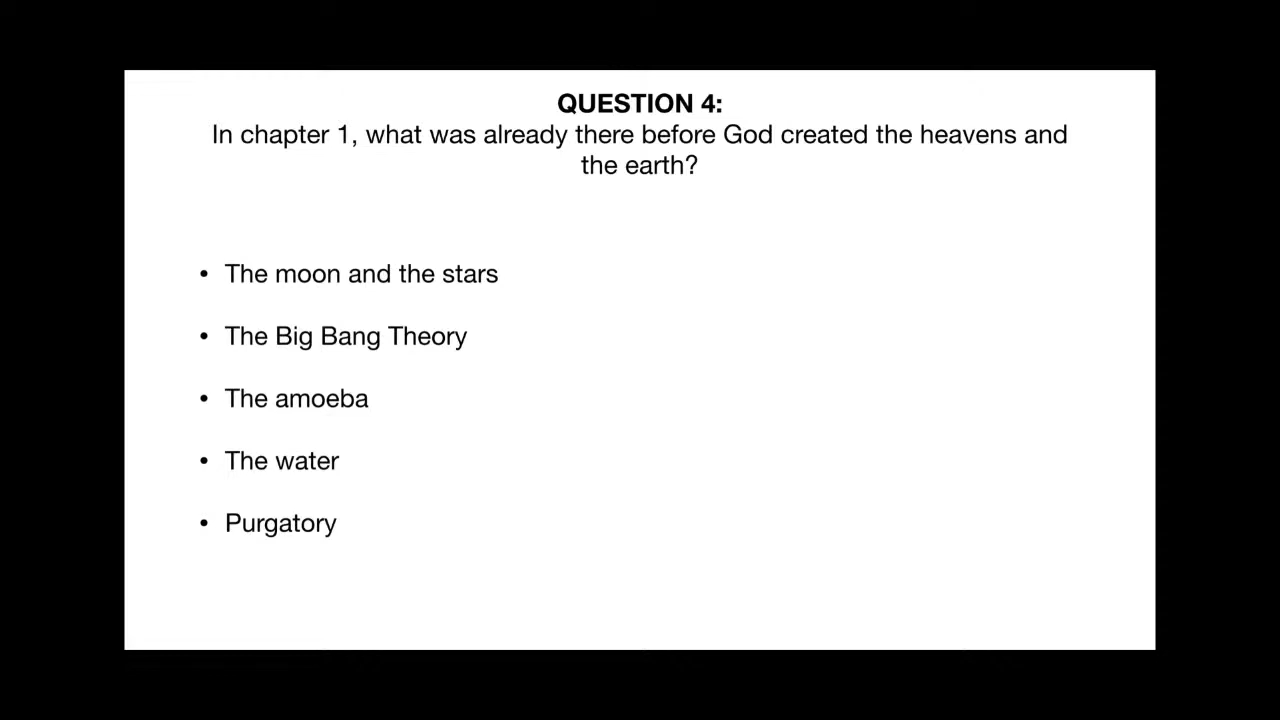 QUESTION 4:
In chapter 1, what was already there before God created the heavens and
the earth?
• The moon and the stars
• The Big Bang Theory
• The amoeba
• The water
• Purgatory